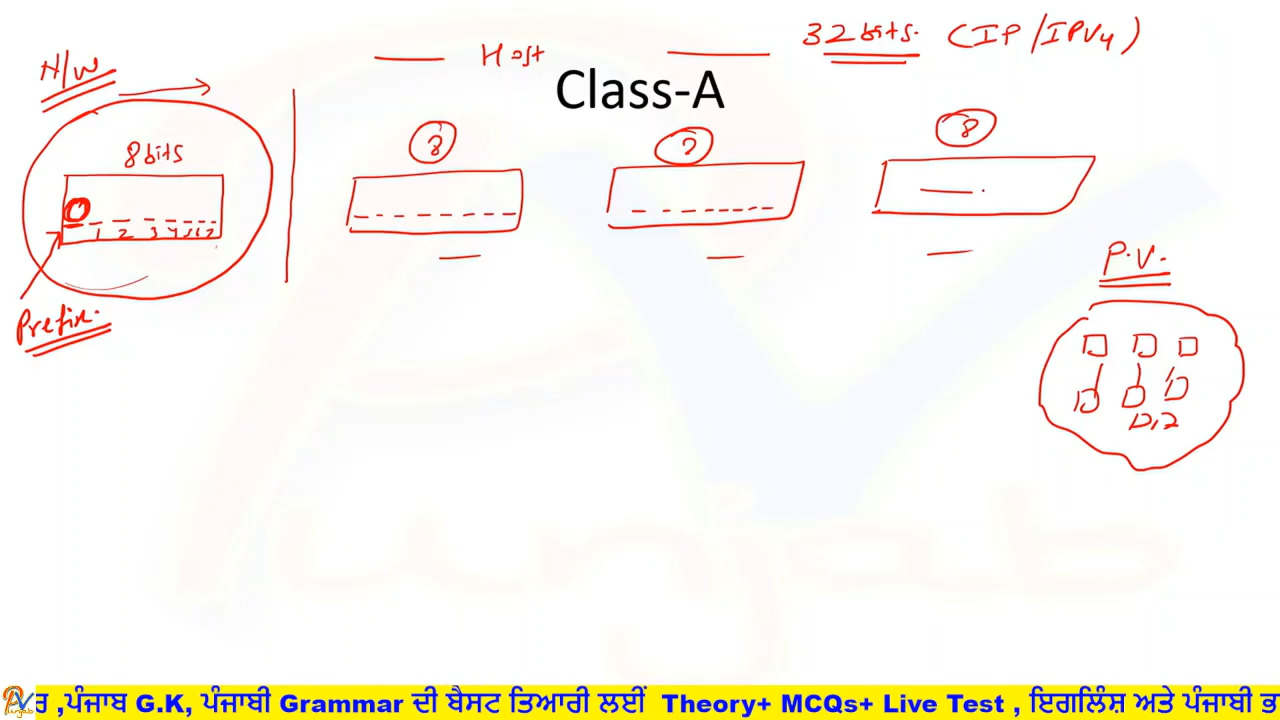 32 bits. (IP/IPV4)
Host
N/W
Class-A
8 bits
8
8
0
1 2 3 4 5 6 7
Prefix.
P.V.
Punjab
ਰ ,ਪੰਜਾਬ G.K, ਪੰਜਾਬੀ Grammar ਦੀ ਬੈਸਟ ਤਿਆਰੀ ਲਈ Theory+ MCQs+ Live Test , ਇਗਲਿੰਸ਼ ਅਤੇ ਪੰਜਾਬੀ ਭ